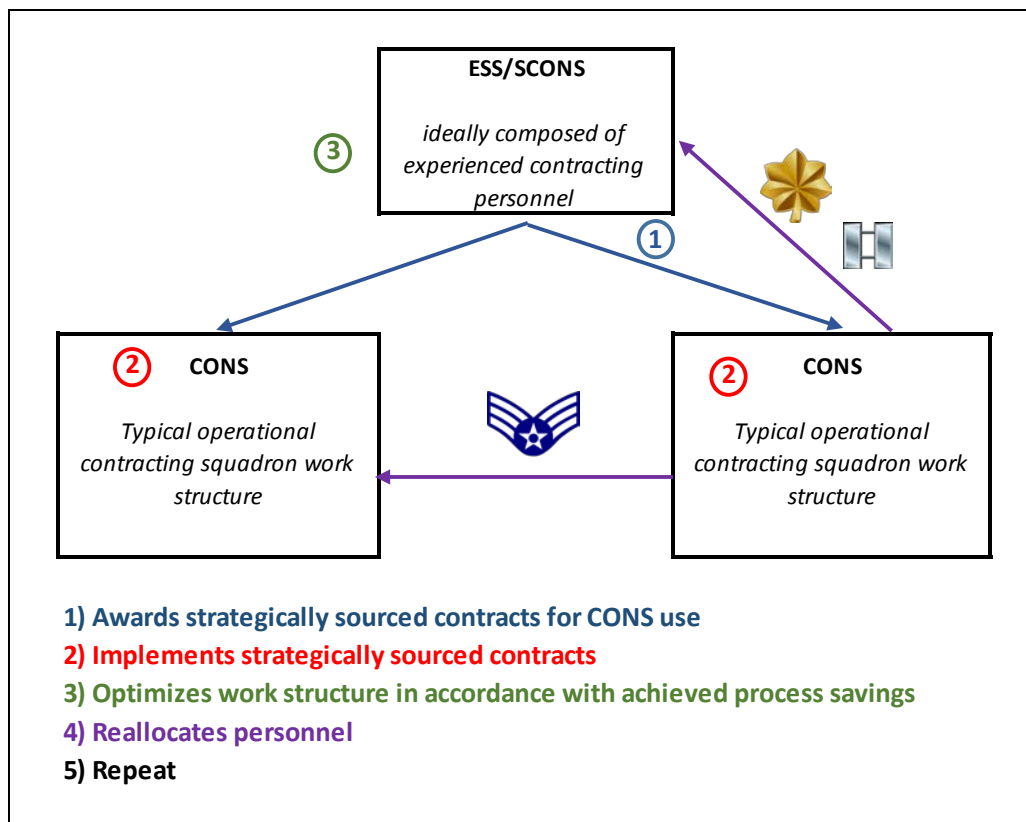 ESS/SCONS
ideally composed of
experienced contracting
personnel
3
1
2
CONS
Typical operational
contracting squadron work
structure
2
CONS
Typical operational
contracting squadron work
structure
1) Awards strategically sourced contracts for CONS use
2) Implements strategically sourced contracts
3) Optimizes work structure in accordance with achieved process savings
4) Reallocates personnel
5) Repeat